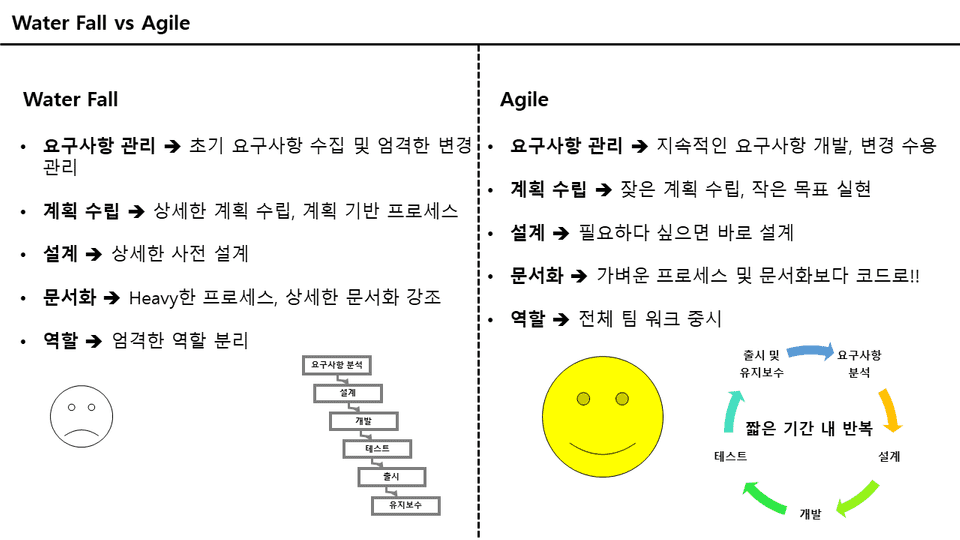 Water Fall vs Agile
Water Fall
• 요구사항 관리 ➔ 초기 요구사항 수집 및 엄격한 변경
관리
• 계획 수립 ➔ 상세한 계획 수립, 계획 기반 프로세스
• 설계 ➔ 상세한 사전 설계
• 문서화 ➔ Heavy한 프로세스, 상세한 문서화 강조
• 역할 ➔ 엄격한 역할 분리
요구사항 분석
설계
개발
테스트
출시
유지보수
Agile
• 요구사항 관리 ➔ 지속적인 요구사항 개발, 변경 수용
• 계획 수립 ➔ 잦은 계획 수립, 작은 목표 실현
• 설계 ➔ 필요하다 싶으면 바로 설계
• 문서화 ➔ 가벼운 프로세스 및 문서화보다 코드로!!
• 역할 ➔ 전체 팀 워크 중시
출시 및
유지보수
요구사항
분석
짧은 기간 내 반복
테스트
설계
개발